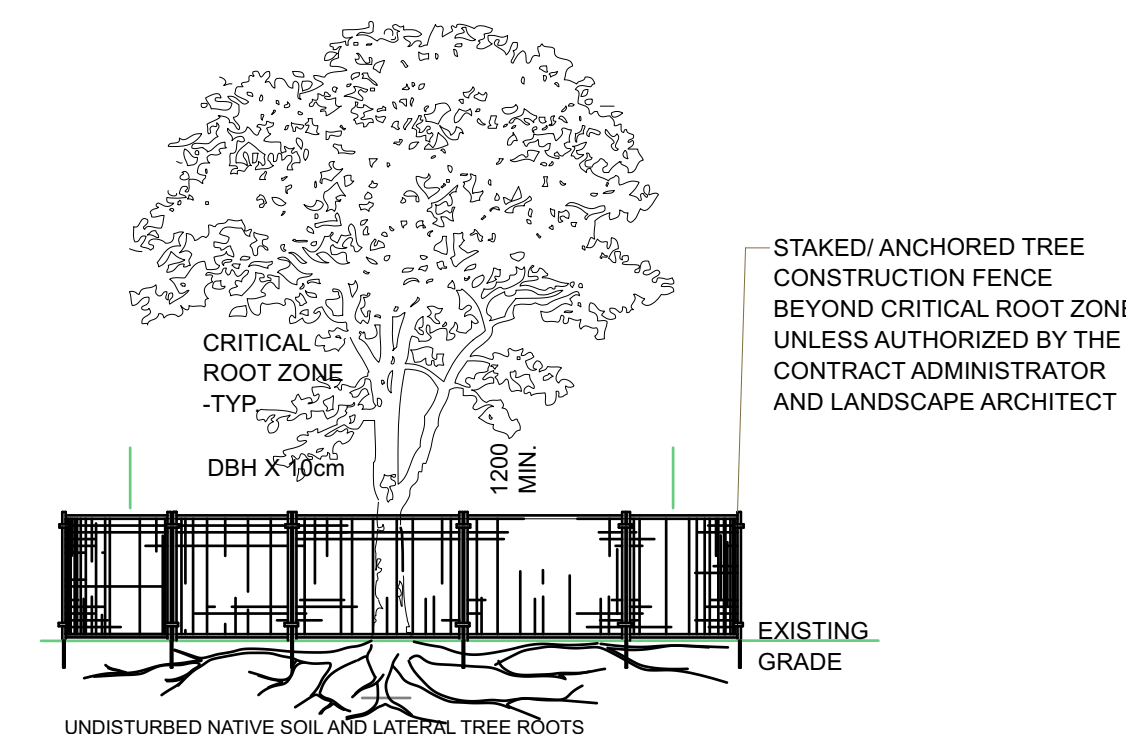 STAKED/ ANCHORED TREE
CONSTRUCTION FENCE
BEYOND CRITICAL ROOT ZONE
UNLESS AUTHORIZED BY THE
CONTRACT ADMINISTRATOR
AND LANDSCAPE ARCHITECT
CRITICAL
ROOT ZONE
-TYP
DBH X 10cm
1200
MIN.
EXISTING
GRADE
UNDISTURBED NATIVE SOIL AND LATERAL TREE ROOTS